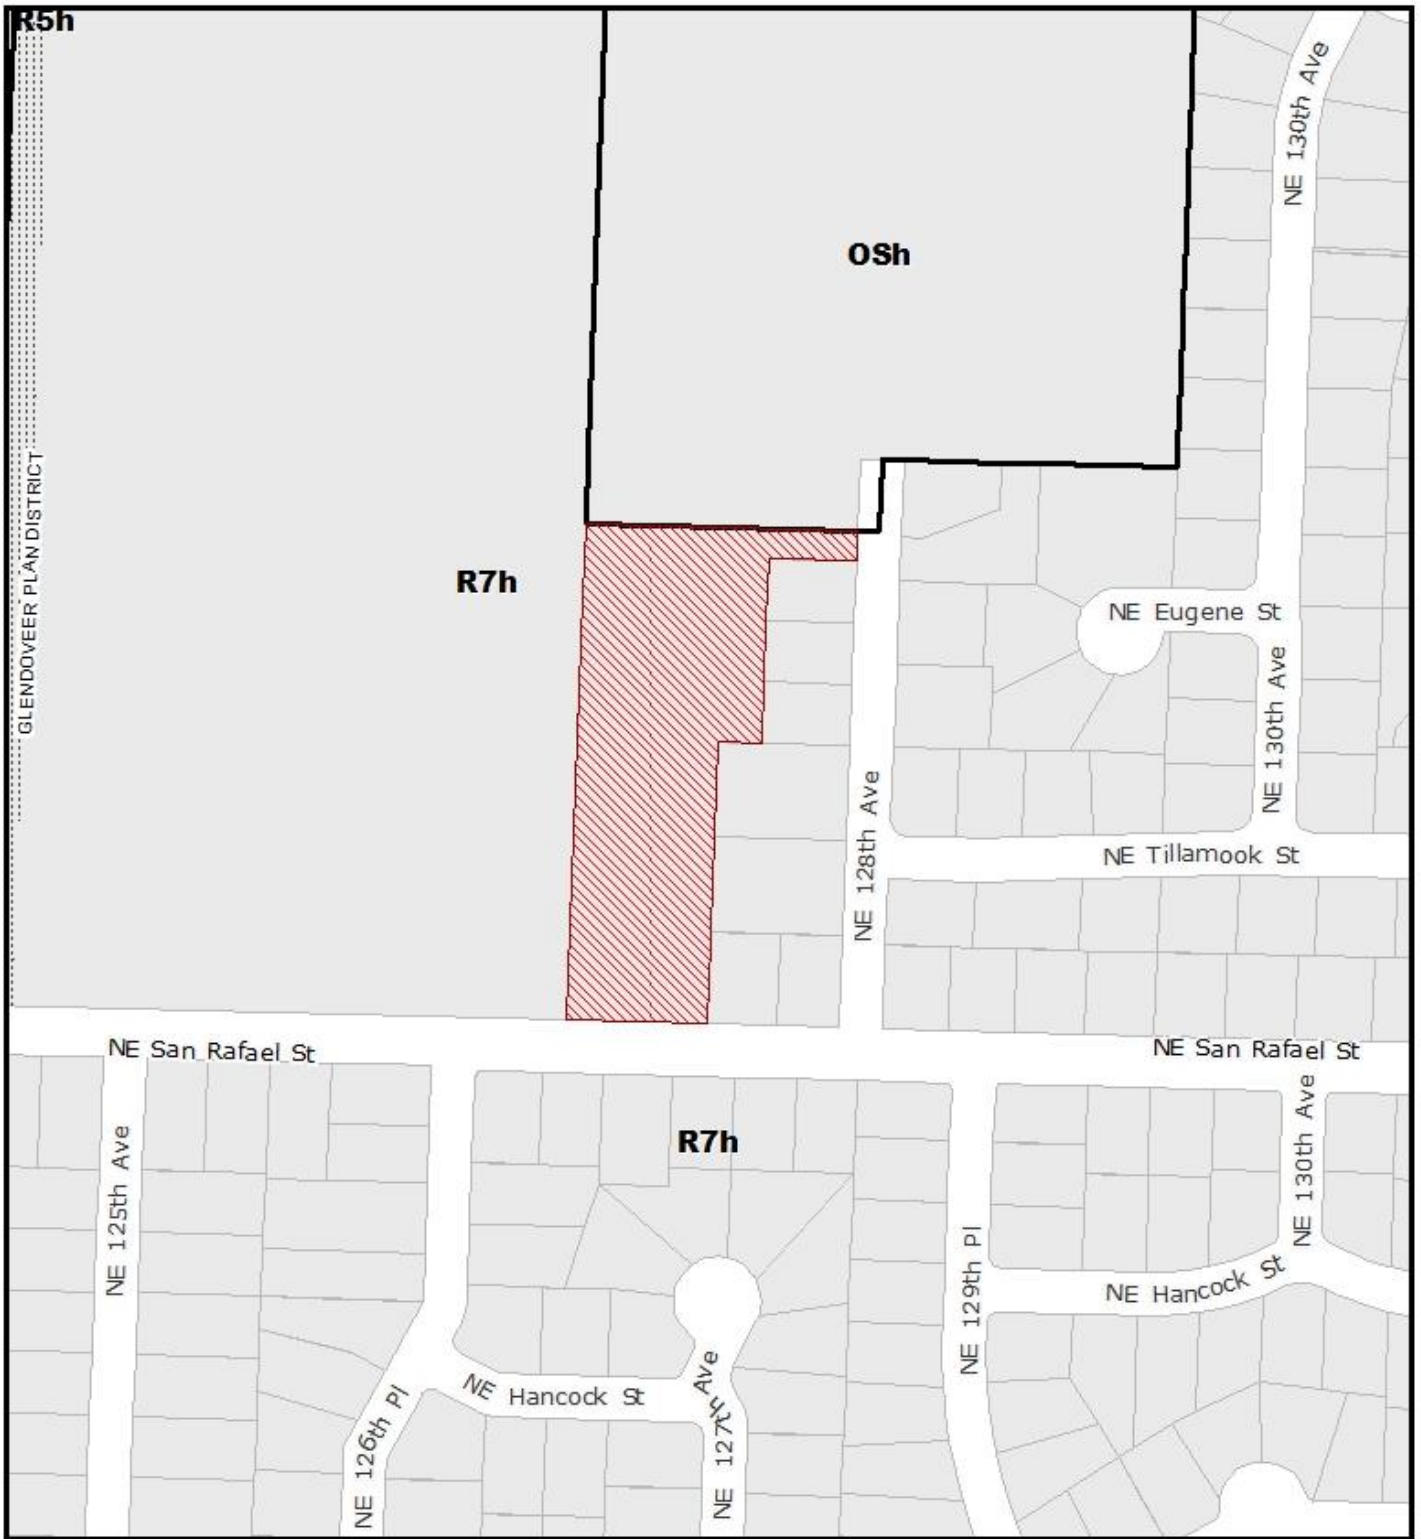 R5h
NE 130th Ave
OSh
GLENDOVEER PLAN DISTRICT
R7h
NE Eugene St
NE 130th Ave
NE 128th Ave
NE Tillamook St
NE San Rafael St
NE San Rafael St
R7h
NE 125th Ave
NE 130th Ave
NE 129th Pl
NE Hancock St
NE Hancock St
NE 126th Pl
NE 127th Ave